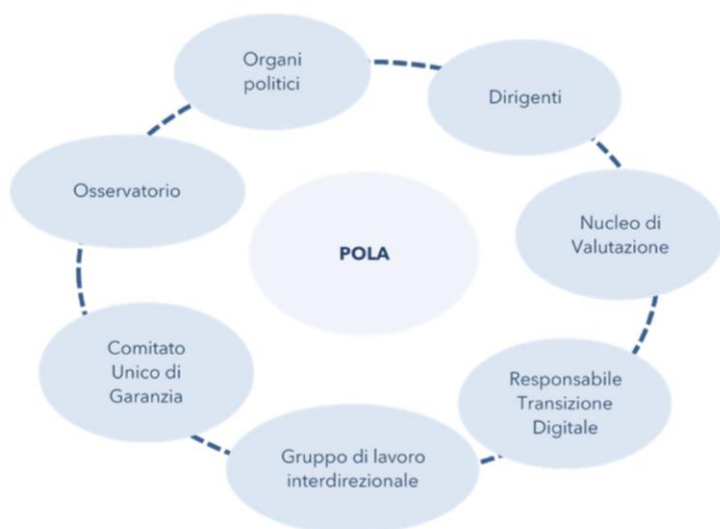 Organi
politici
Dirigenti
Osservatorio
Nucleo di
Valutazione
POLA
Comitato
Unico di
Garanzia
Responsabile
Transizione
Digitale
Gruppo di lavoro
interdirezionale